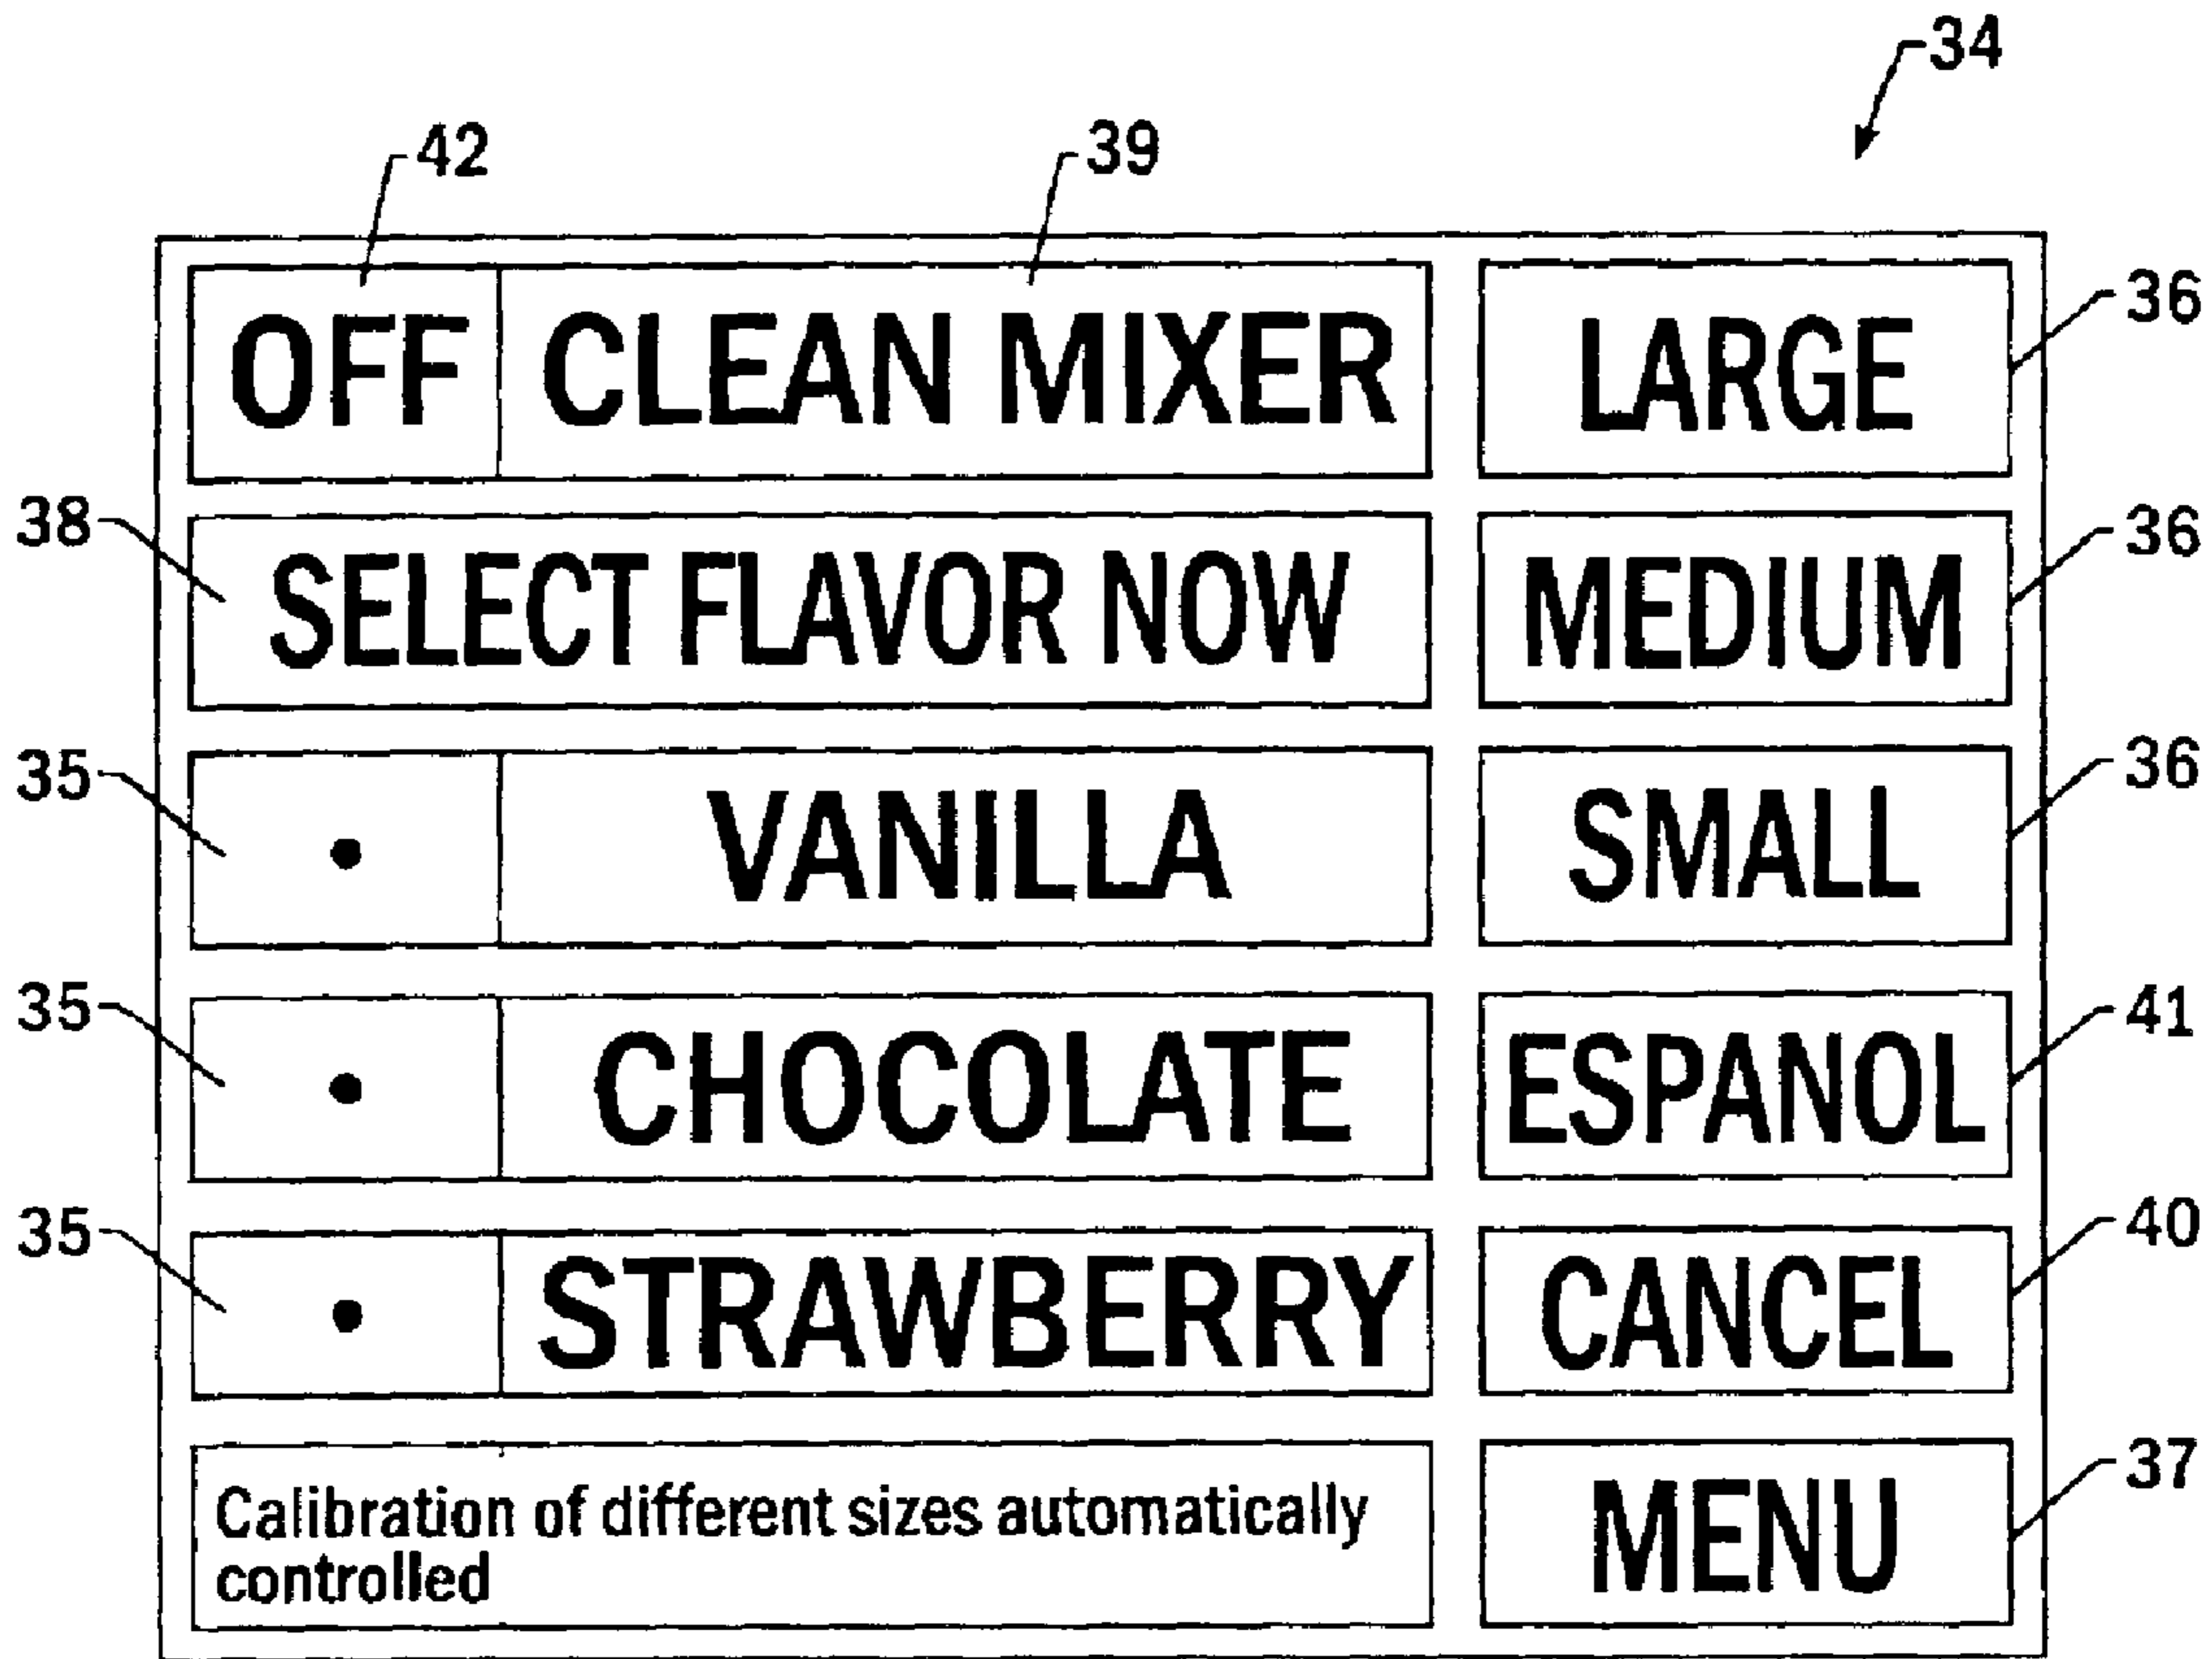 34
42
39
OFF CLEAN MIXER LARGE 36
38 SELECT FLAVOR NOW MEDIUM 36
35 • VANILLA SMALL 36
35 • CHOCOLATE ESPANOL 41
35 • STRAWBERRY CANCEL 40
Calibration of different sizes automatically
controlled
MENU 37